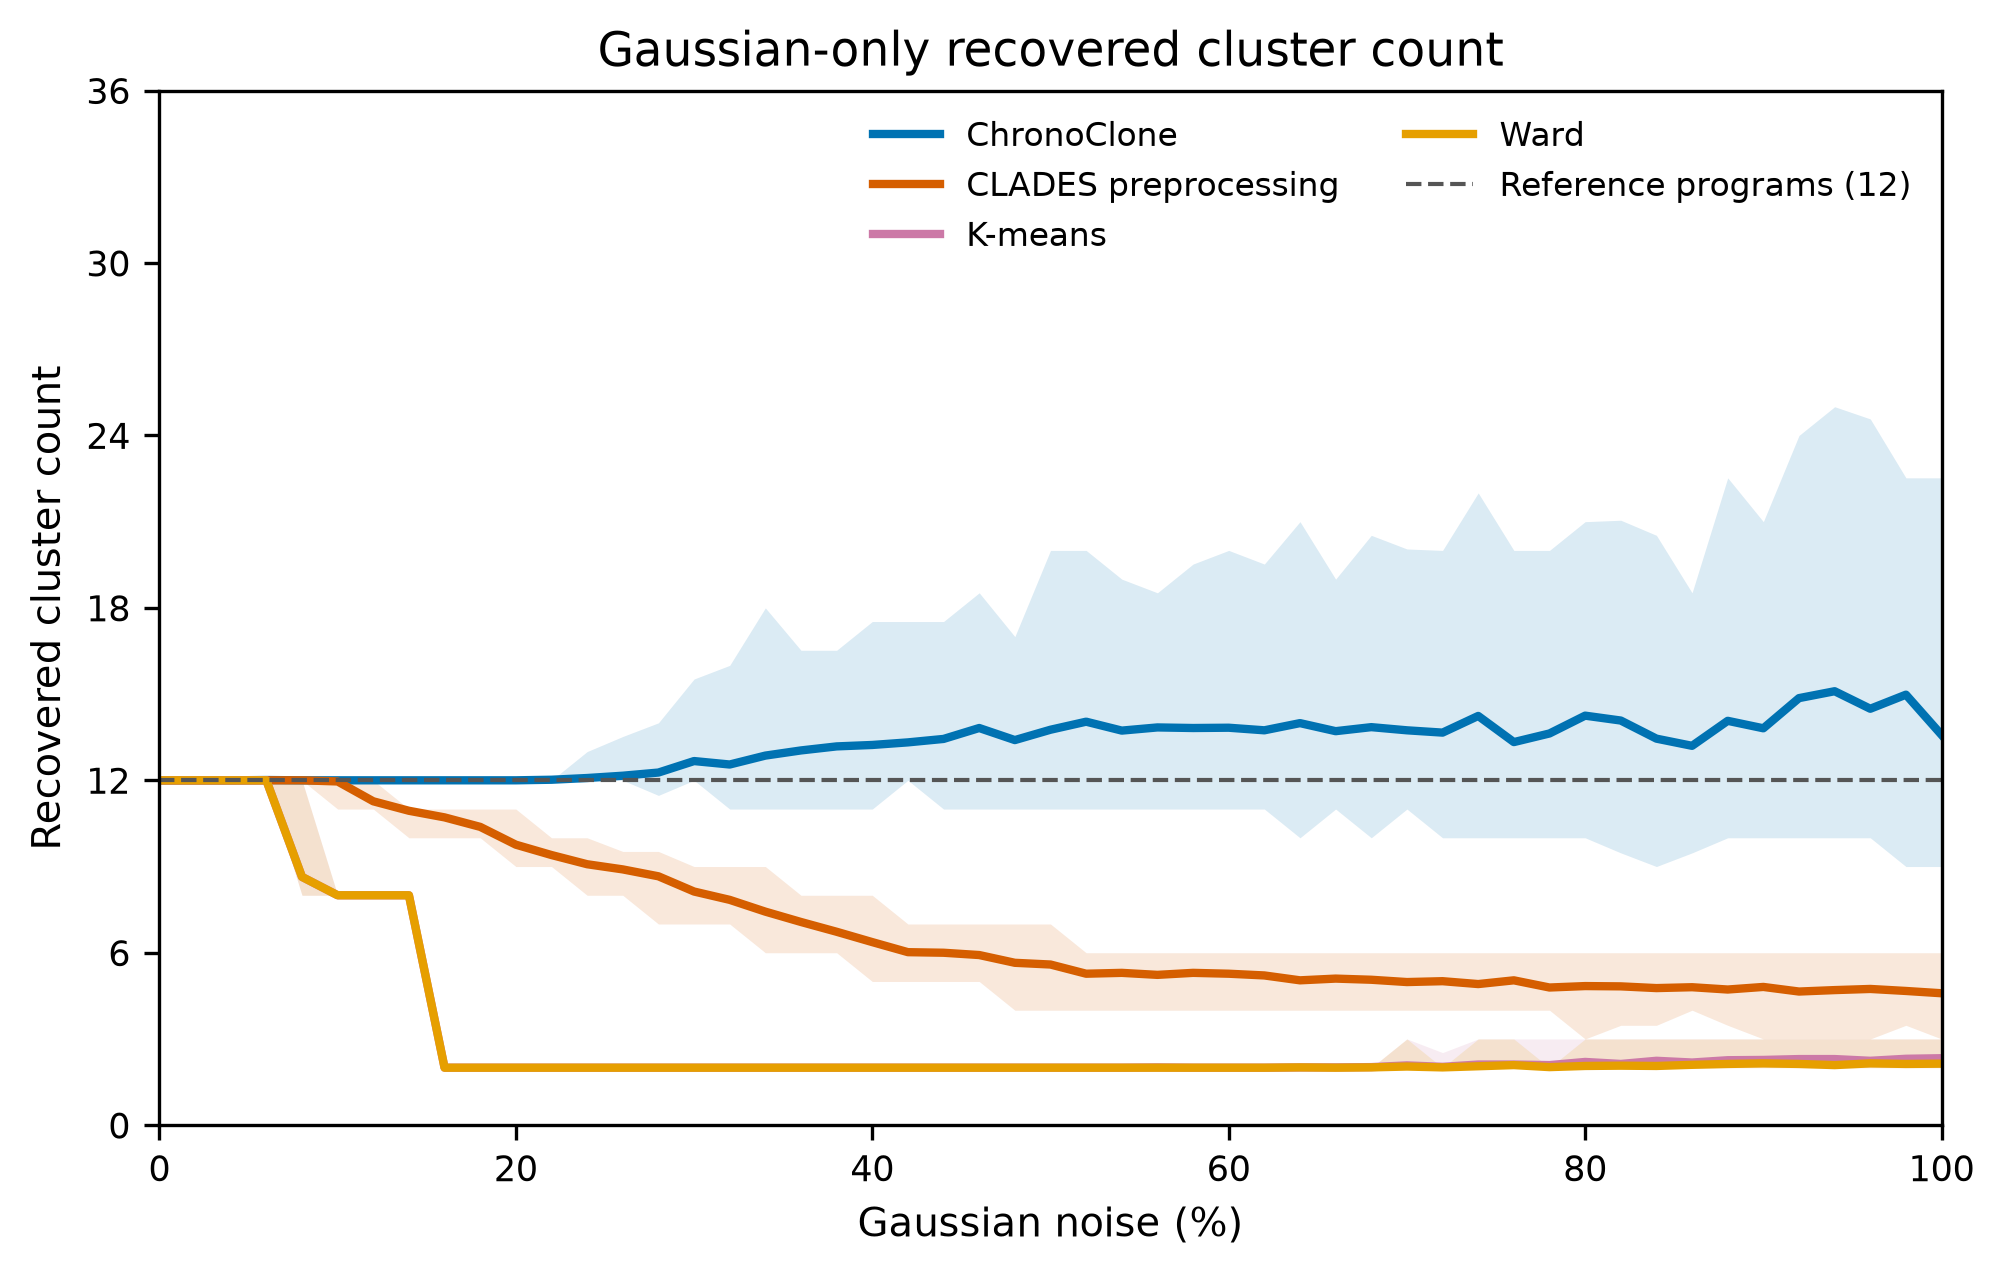 Gaussian-only recovered cluster count
36
30
24
18
12
6
0
Recovered cluster count
ChronoClone
CLADES preprocessing
K-means
Ward
Reference programs (12)
0 20 40 60 80 100
Gaussian noise (%)